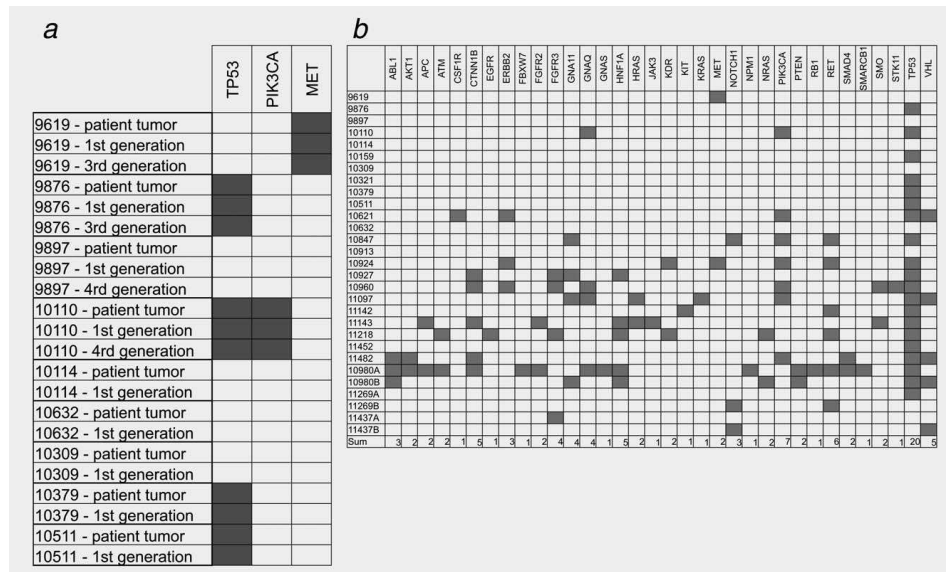 a
TP53 PIK3CA MET
9619 - patient tumor
9619 - 1st generation
9619 - 3rd generation
9876 - patient tumor
9876 - 1st generation
9876 - 3rd generation
9897 - patient tumor
9897 - 1st generation
9897 - 4rd generation
10110 - patient tumor
10110 - 1st generation
10110 - 4rd generation
10114 - patient tumor
10114 - 1st generation
10632 - patient tumor
10632 - 1st generation
10309 - patient tumor
10309 - 1st generation
10379 - patient tumor
10379 - 1st generation
10511 - patient tumor
10511 - 1st generation
b
ABL1 AKT1 APC ATM CSF1R CTNN1B EGFR ERBB2 FBXW7 FGFR2 FGFR3 GNA11 GNAQ GNAS HNF1A HRAS JAK3 KDR KIT KRAS MET NOTCH1 NPM1 NRAS PIK3CA PTEN RB1 RET SMAD4 SMARCB1 SMO STK11 TP53 VHL
9619
9876
9897
10110
10114
10159
10309
10321
10379
10511
10621
10632
10847
10913
10924
10927
10960
11097
11142
11143
11218
11452
11482
10980A
10980B
11269A
11269B
11437A
11437B
Sum 3 2 2 2 1 5 1 3 1 2 4 4 4 1 5 2 1 2 1 1 2 3 1 2 7 2 1 6 2 1 2 1 20 5